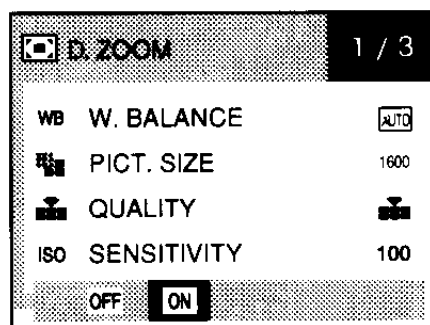 D. ZOOM 1 / 3
WB W. BALANCE AUTO
PICT. SIZE 1600
QUALITY
ISO SENSITIVITY 100
OFF ON